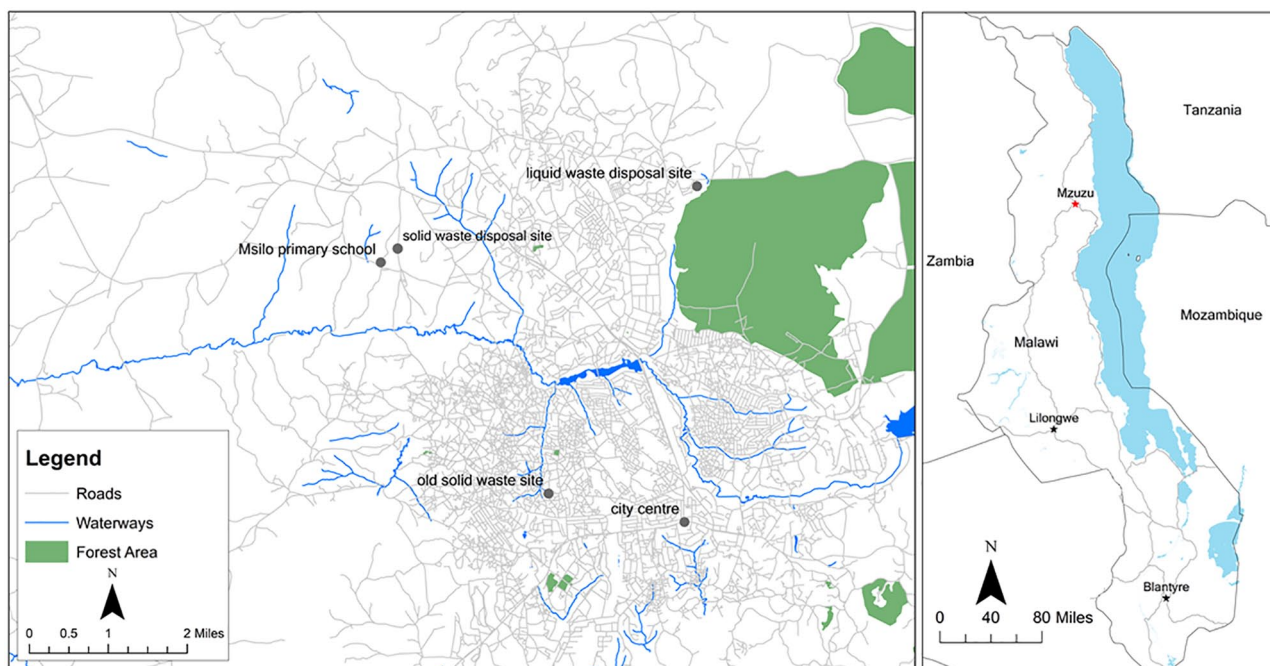 liquid waste disposal site
solid waste disposal site
Msilo primary school
old solid waste site
city centre
Legend
Roads
Waterways
Forest Area
N
0 0.5 1 2 Miles
Tanzania
Mzuzu
Zambia
Mozambique
Malawi
Lilongwe
N
Blantyre
0 40 80 Miles